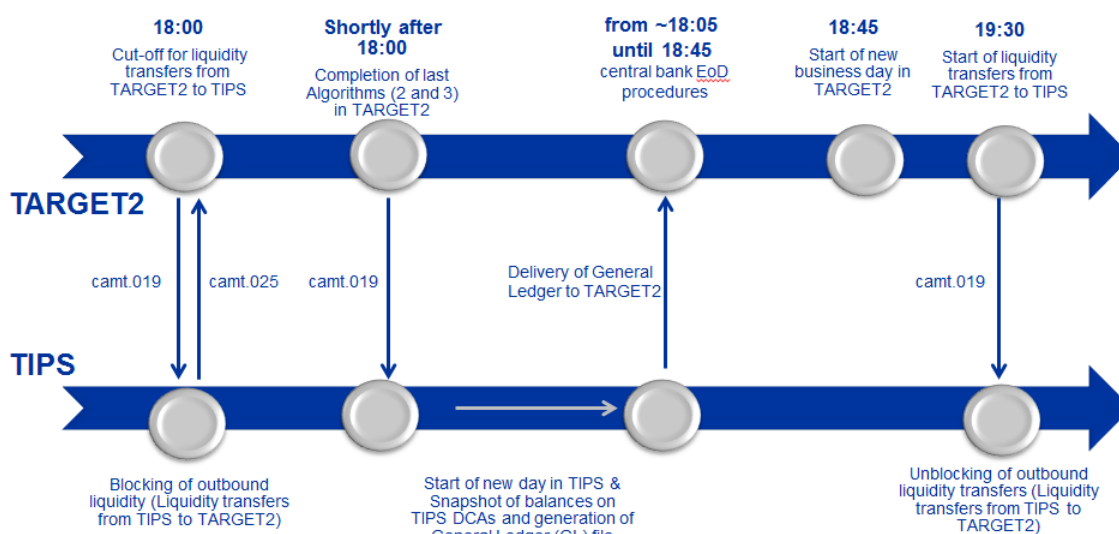 18:00
Cut-off for liquidity
transfers from
TARGET2 to TIPS
Shortly after
18:00
Completion of last
Algorithms (2 and 3)
in TARGET2
from ~18:05
until 18:45
central bank EoD
procedures
18:45
Start of new
business day in
TARGET2
19:30
Start of liquidity
transfers from
TARGET2 to TIPS
TARGET2
camt.019
camt.025
camt.019
Delivery of General
Ledger to TARGET2
camt.019
TIPS
Blocking of outbound
liquidity (Liquidity transfers
from TIPS to TARGET2)
Start of new day in TIPS &
Snapshot of balances on
TIPS DCAs and generation of
General Ledger (GL) file
Unblocking of outbound
liquidity transfers (Liquidity
transfers from TIPS to
TARGET2)